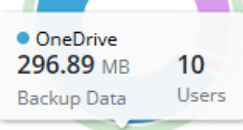 OneDrive
296.89 MB 10
Backup Data Users